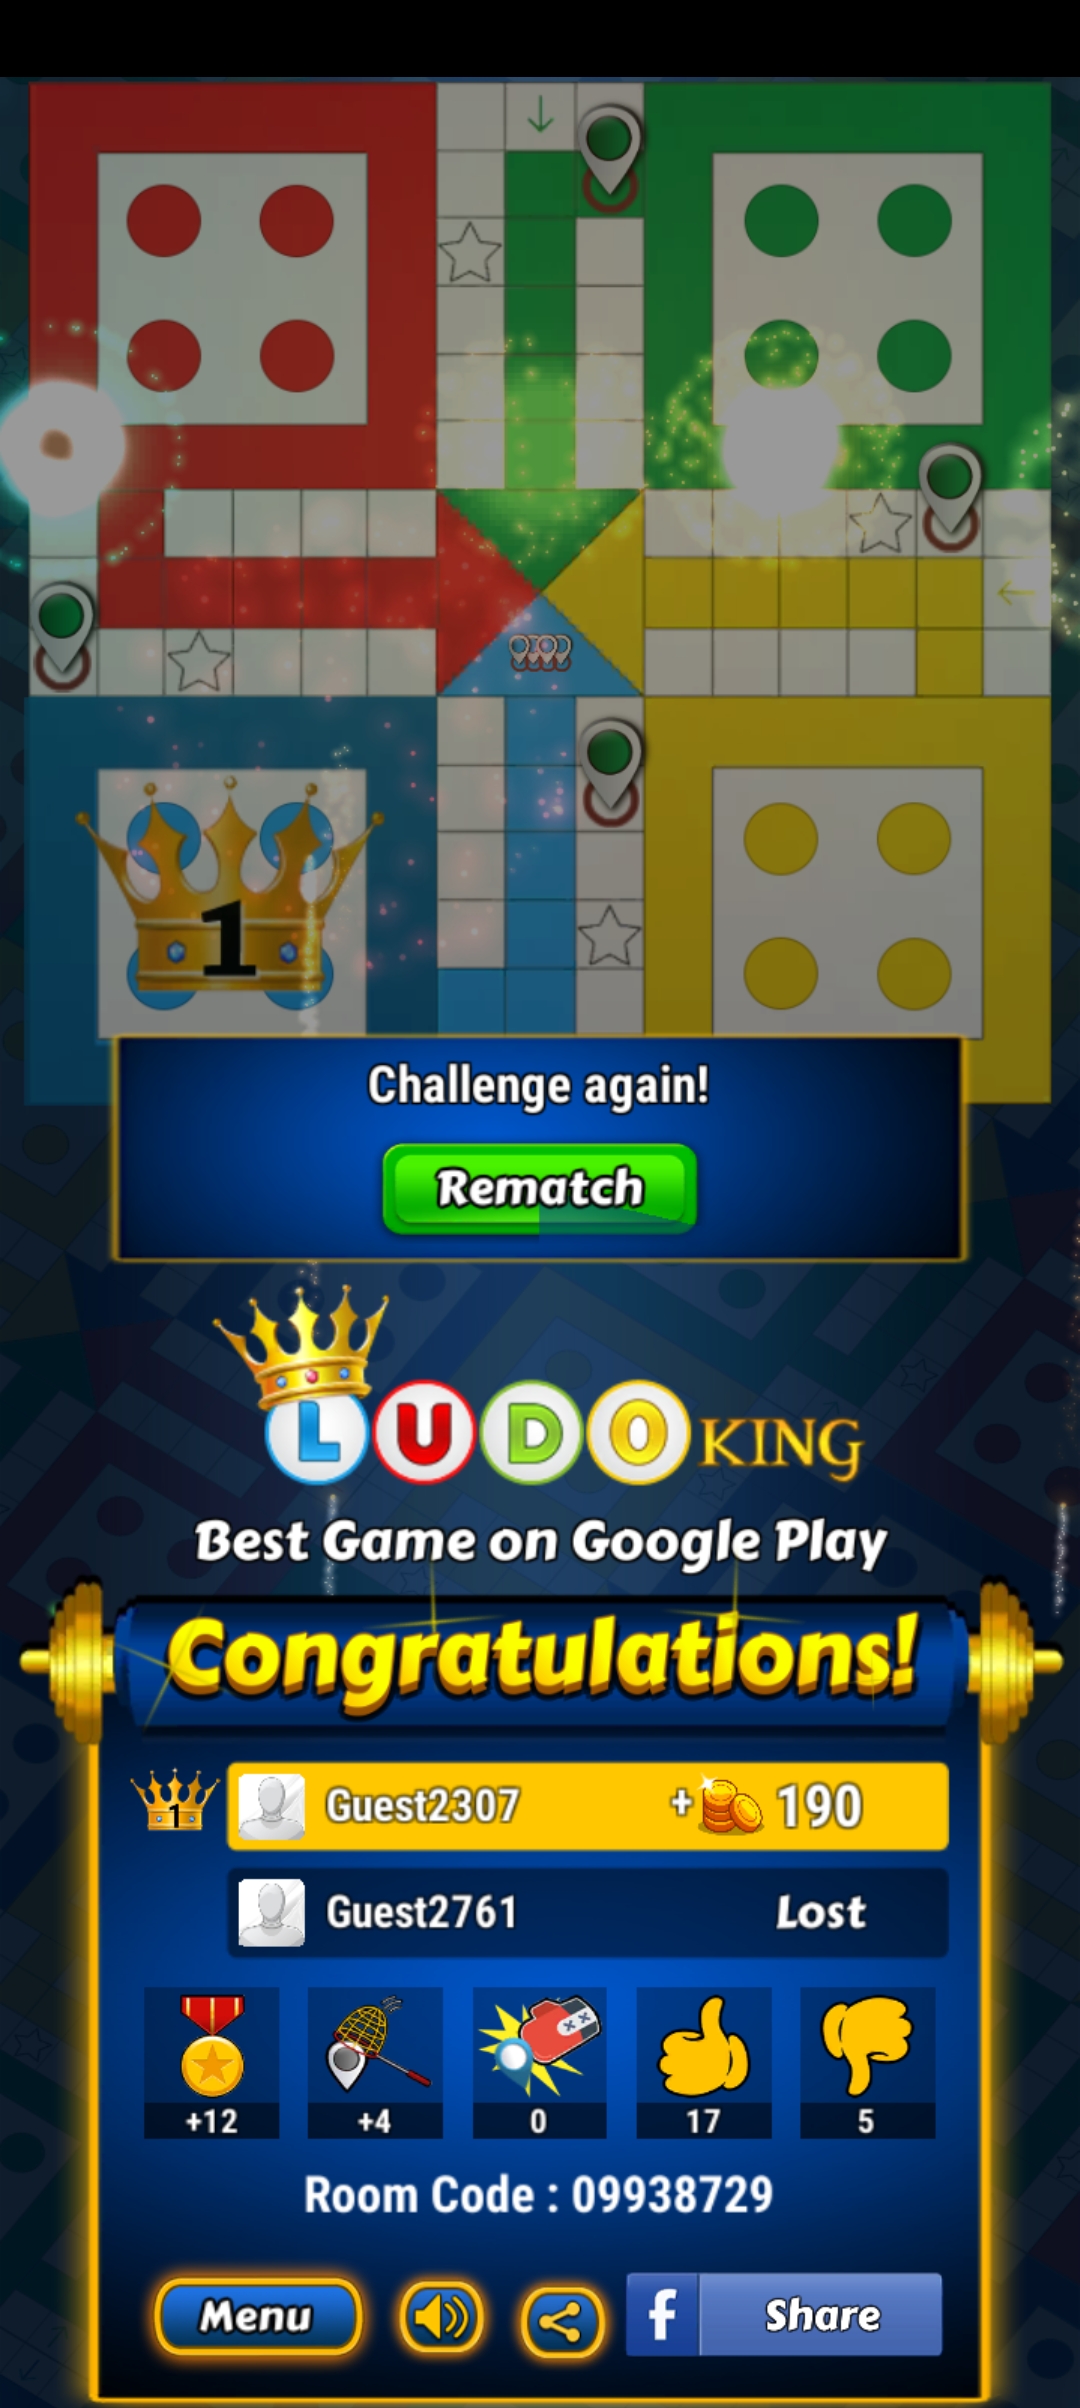 1
Challenge again!
Rematch
LUDO KING
Best Game on Google Play
Congratulations!
1 Guest2307 + 190
Guest2761 Lost
+12 +4 0 17 5
Room Code : 09938729
Menu f Share